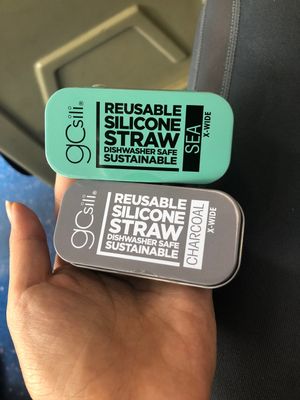 gosili®
REUSABLE
SILICONE
STRAW
DISHWASHER SAFE
SUSTAINABLE
SEA
X-WIDE
gosili®
REUSABLE
SILICONE
STRAW
DISHWASHER SAFE
SUSTAINABLE
CHARCOAL
X-WIDE